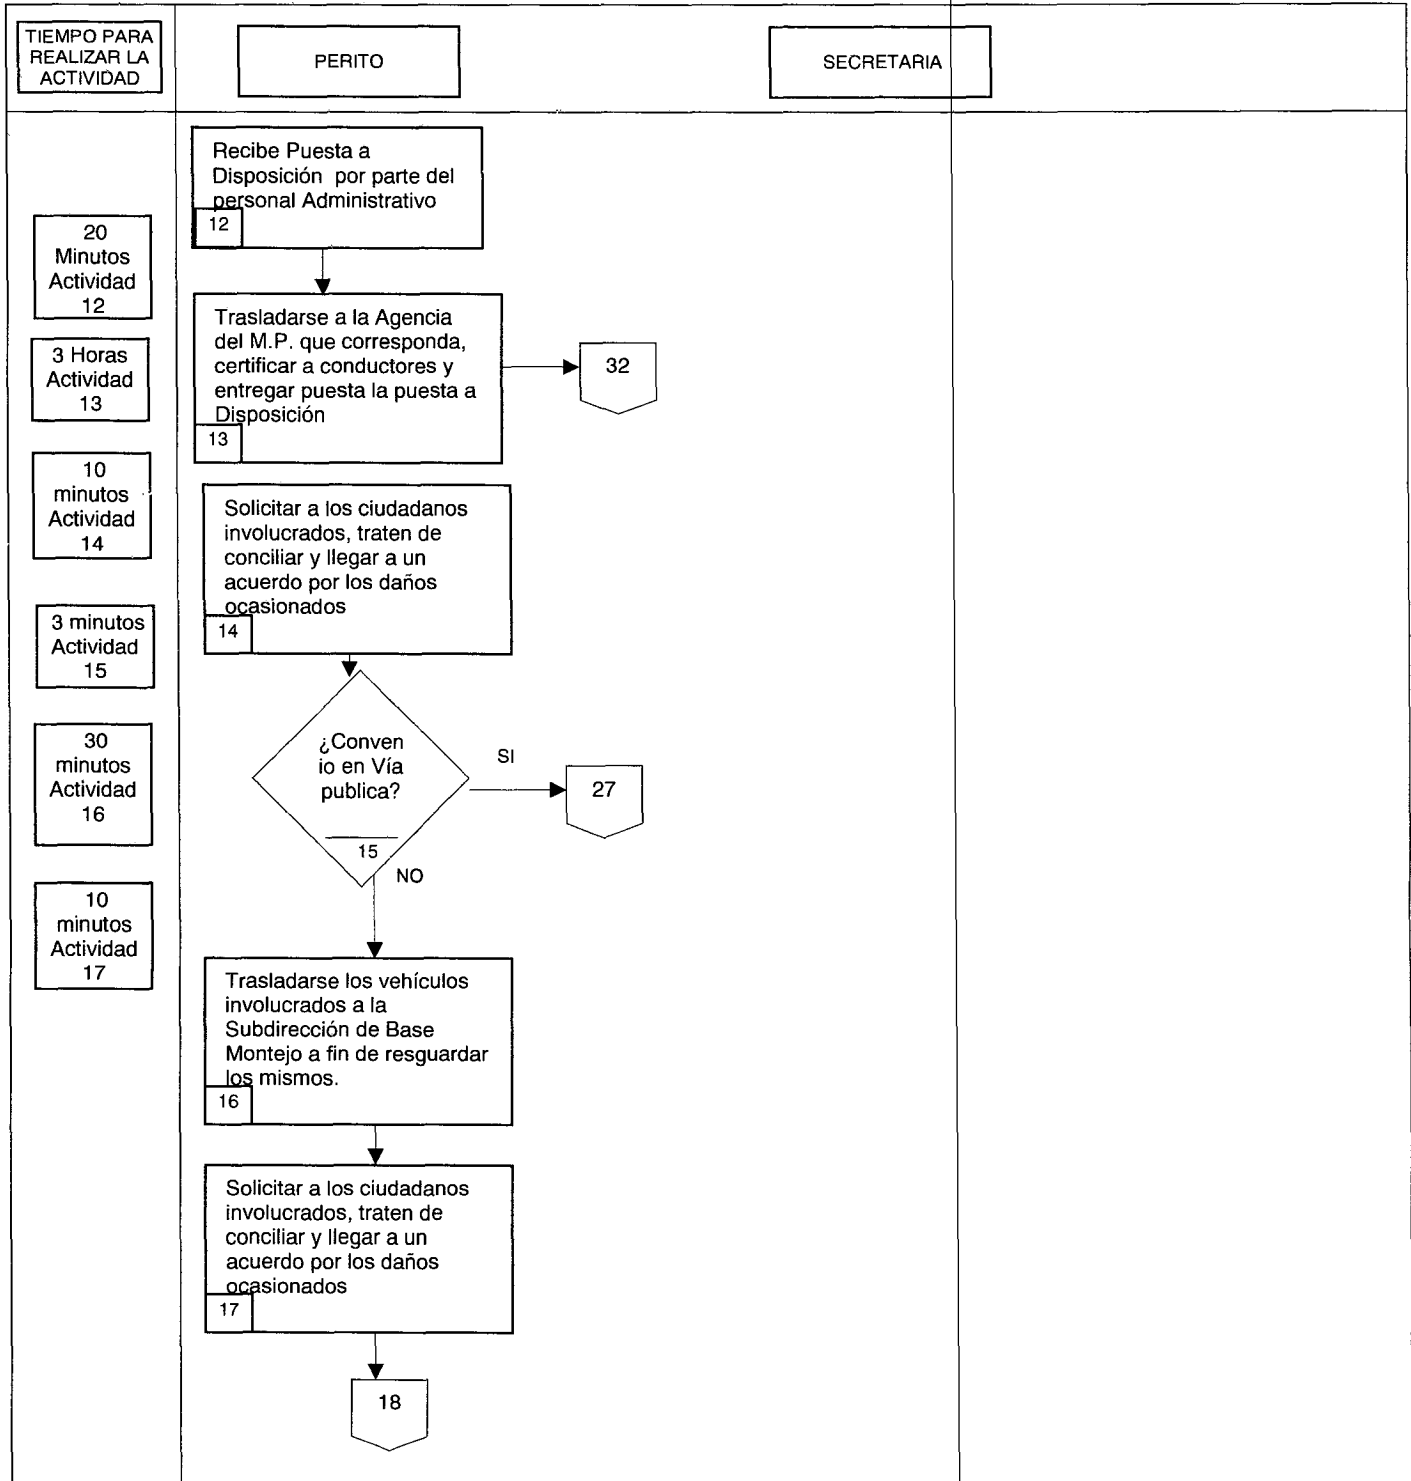 TIEMPO PARA
REALIZAR LA
ACTIVIDAD
PERITO
SECRETARIA
Recibe Puesta a
Disposición por parte del
personal Administrativo
12
20
Minutos
Actividad
12
Trasladarse a la Agencia
del M.P. que corresponda,
certificar a conductores y
entregar puesta la puesta a
Disposición
13
32
3 Horas
Actividad
13
10
minutos
Actividad
14
Solicitar a los ciudadanos
involucrados, traten de
conciliar y llegar a un
acuerdo por los daños
ocasionados
14
3 minutos
Actividad
15
¿Conven
io en Vía
publica?
15
SI
27
NO
30
minutos
Actividad
16
10
minutos
Actividad
17
Trasladarse los vehículos
involucrados a la
Subdirección de Base
Montejo a fin de resguardar
los mismos.
16
Solicitar a los ciudadanos
involucrados, traten de
conciliar y llegar a un
acuerdo por los daños
ocasionados
17
18